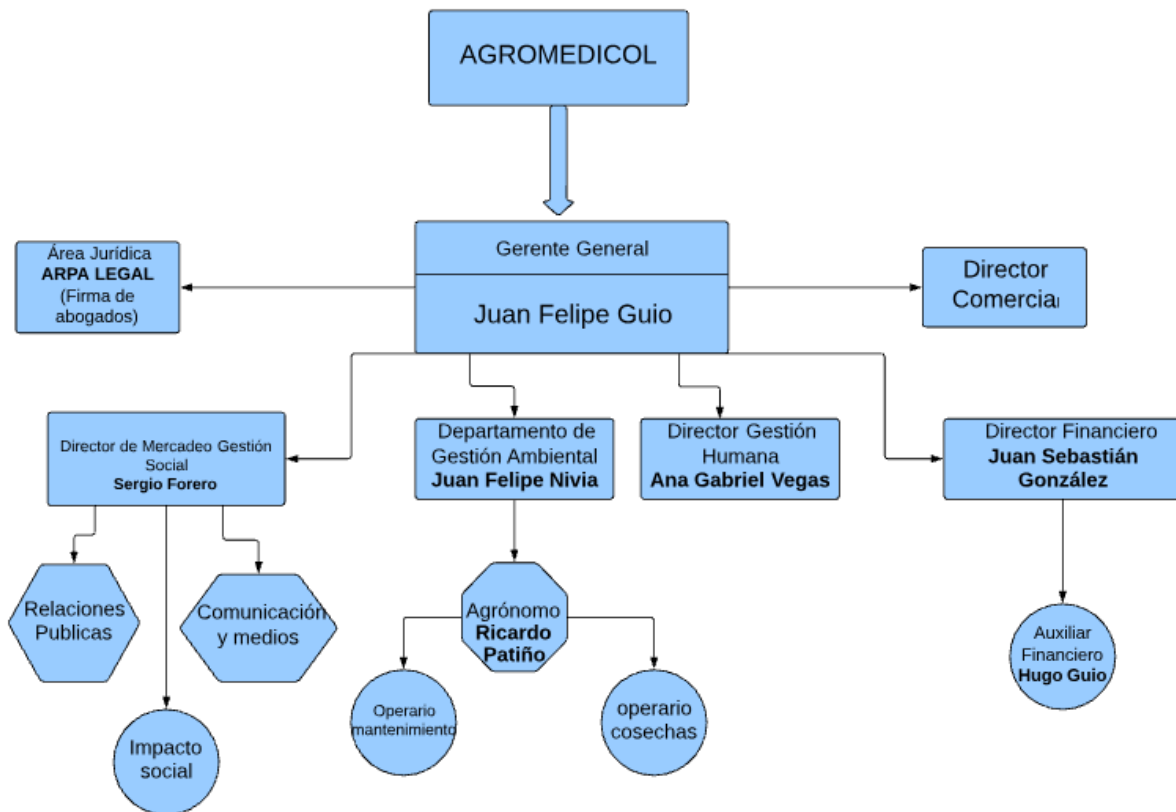 AGROMEDICOL
Gerente General
Juan Felipe Guio
Área Jurídica
ARPA LEGAL
(Firma de
abogados)
Director
Comercial
Director de Mercadeo Gestión
Social
Sergio Forero
Departamento de
Gestión Ambiental
Juan Felipe Nivia
Director Gestión
Humana
Ana Gabriel Vegas
Director Financiero
Juan Sebastián
González
Relaciones
Publicas
Comunicación
y medios
Agrónomo
Ricardo
Patiño
Auxiliar
Financiero
Hugo Guio
Operario
mantenimiento
operario
cosechas
Impacto
social